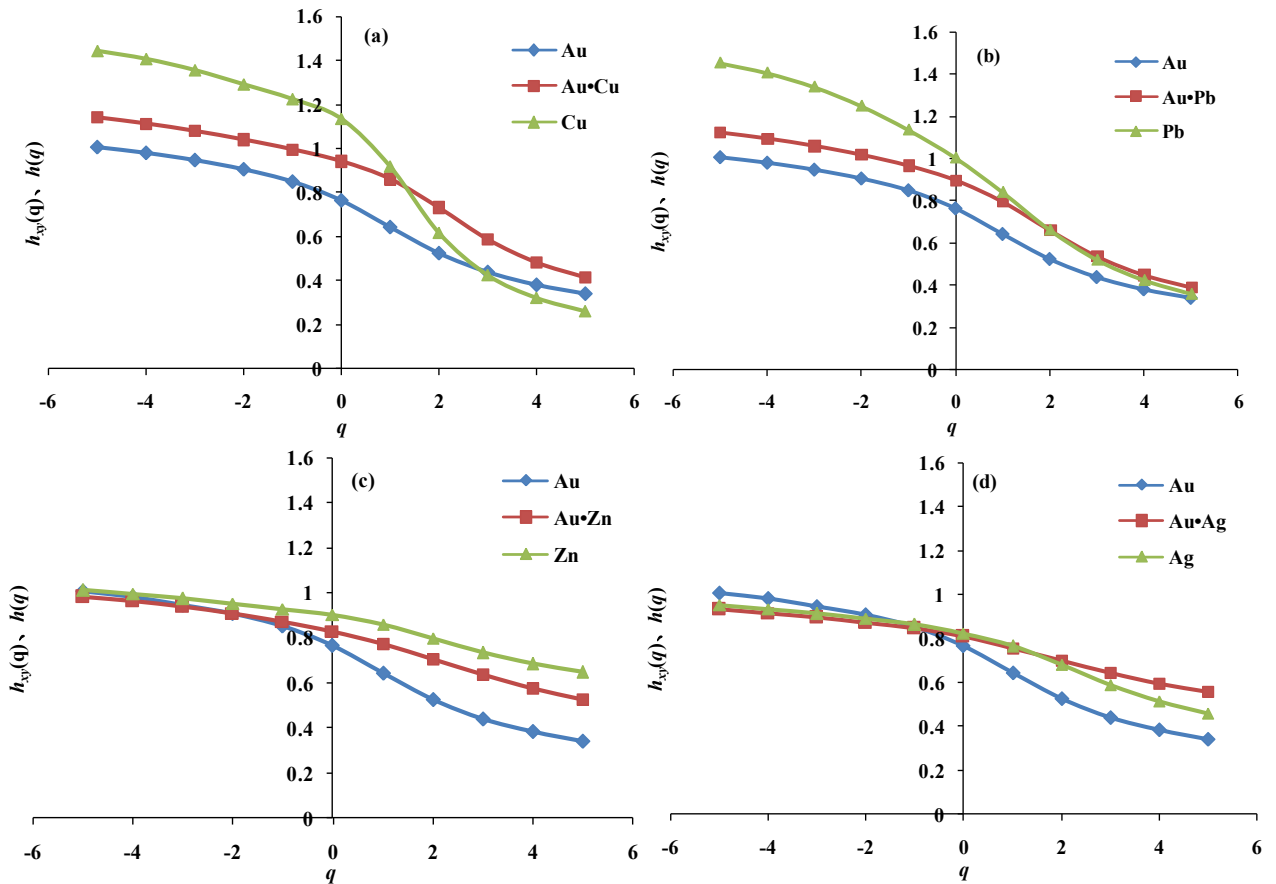 (a)
Au
Au•Cu
Cu
1.6
1.4
1.2
1
0.8
0.6
0.4
0.2
0
-6
-4
-2
0
2
4
6
q
hxy(q)、h(q)
(b)
Au
Au•Pb
Pb
1.6
1.4
1.2
1
0.8
0.6
0.4
0.2
0
-6
-4
-2
0
2
4
6
q
hxy(q)、h(q)
(c)
Au
Au•Zn
Zn
1.6
1.4
1.2
1
0.8
0.6
0.4
0.2
0
-6
-4
-2
0
2
4
6
q
hxy(q)、h(q)
(d)
Au
Au•Ag
Ag
1.6
1.4
1.2
1
0.8
0.6
0.4
0.2
0
-6
-4
-2
0
2
4
6
q
hxy(q)、h(q)